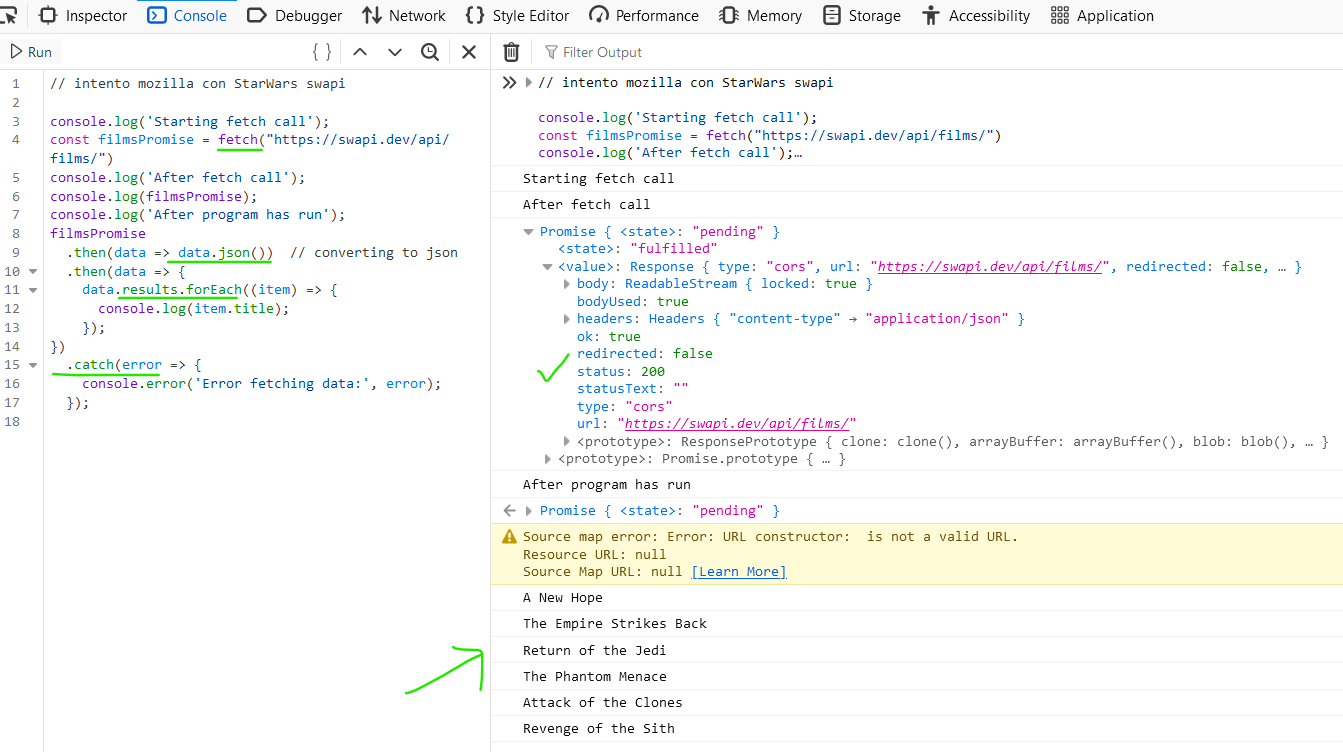 Inspector Console Debugger Network Style Editor Performance Memory Storage Accessibility Application
Run { } Filter Output
1 // intento mozilla con StarWars swapi
2
3 console.log('Starting fetch call');
4 const filmsPromise = fetch("https://swapi.dev/api/
films/")
5 console.log('After fetch call');
6 console.log(filmsPromise);
7 console.log('After program has run');
8 filmsPromise
9 .then(data => data.json()) // converting to json
10 .then(data => {
11 data.results.forEach((item) => {
12 console.log(item.title);
13 });
14 })
15 .catch(error => {
16 console.error('Error fetching data:', error);
17 });
18
// intento mozilla con StarWars swapi
console.log('Starting fetch call');
const filmsPromise = fetch("https://swapi.dev/api/films/")
console.log('After fetch call');…
Starting fetch call
After fetch call
Promise { <state>: "pending" }
<state>: "fulfilled"
<value>: Response { type: "cors", url: "https://swapi.dev/api/films/", redirected: false, … }
body: ReadableStream { locked: true }
bodyUsed: true
headers: Headers { "content-type" → "application/json" }
ok: true
redirected: false
status: 200
statusText: ""
type: "cors"
url: "https://swapi.dev/api/films/"
<prototype>: ResponsePrototype { clone: clone(), arrayBuffer: arrayBuffer(), blob: blob(), … }
<prototype>: Promise.prototype { … }
After program has run
Promise { <state>: "pending" }
Source map error: Error: URL constructor:  is not a valid URL.
Resource URL: null
Source Map URL: null [Learn More]
A New Hope
The Empire Strikes Back
Return of the Jedi
The Phantom Menace
Attack of the Clones
Revenge of the Sith